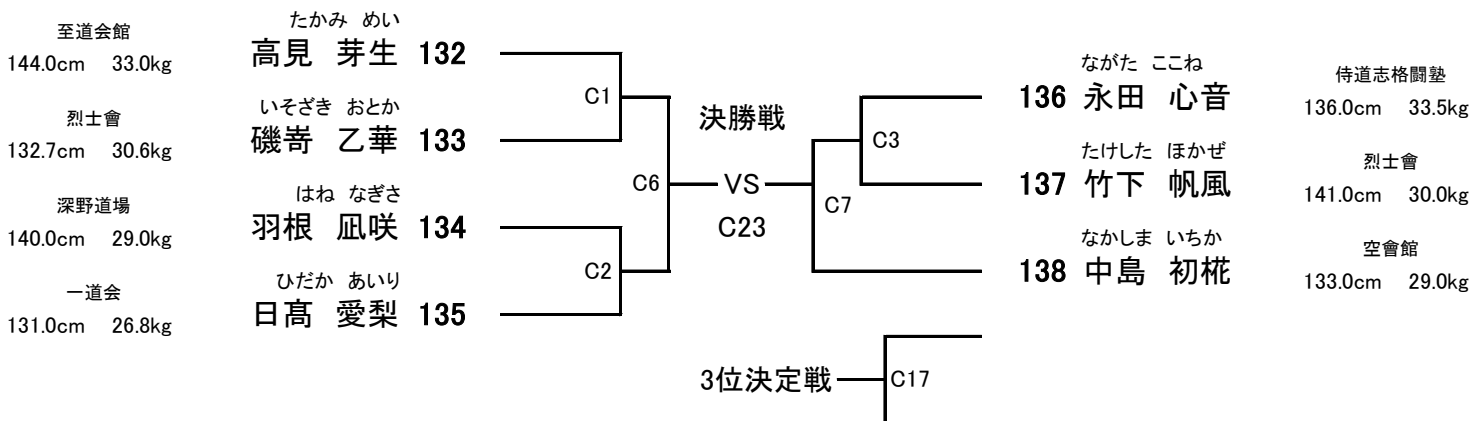 至道会館
144.0cm 33.0kg
たかみ めい
高見 芽生 132
烈士會
132.7cm 30.6kg
いそざき おとか
磯嵜 乙華 133
深野道場
140.0cm 29.0kg
はね なぎさ
羽根 凪咲 134
一道会
131.0cm 26.8kg
ひだか あいり
日髙 愛梨 135
C1
C2
C6
決勝戦
VS
C23
C3
C7
ながた ここね
136 永田 心音
侍道志格闘塾
136.0cm 33.5kg
たけした ほかぜ
137 竹下 帆風
烈士會
141.0cm 30.0kg
なかしま いちか
138 中島 初椛
空會館
133.0cm 29.0kg
3位決定戦
C17